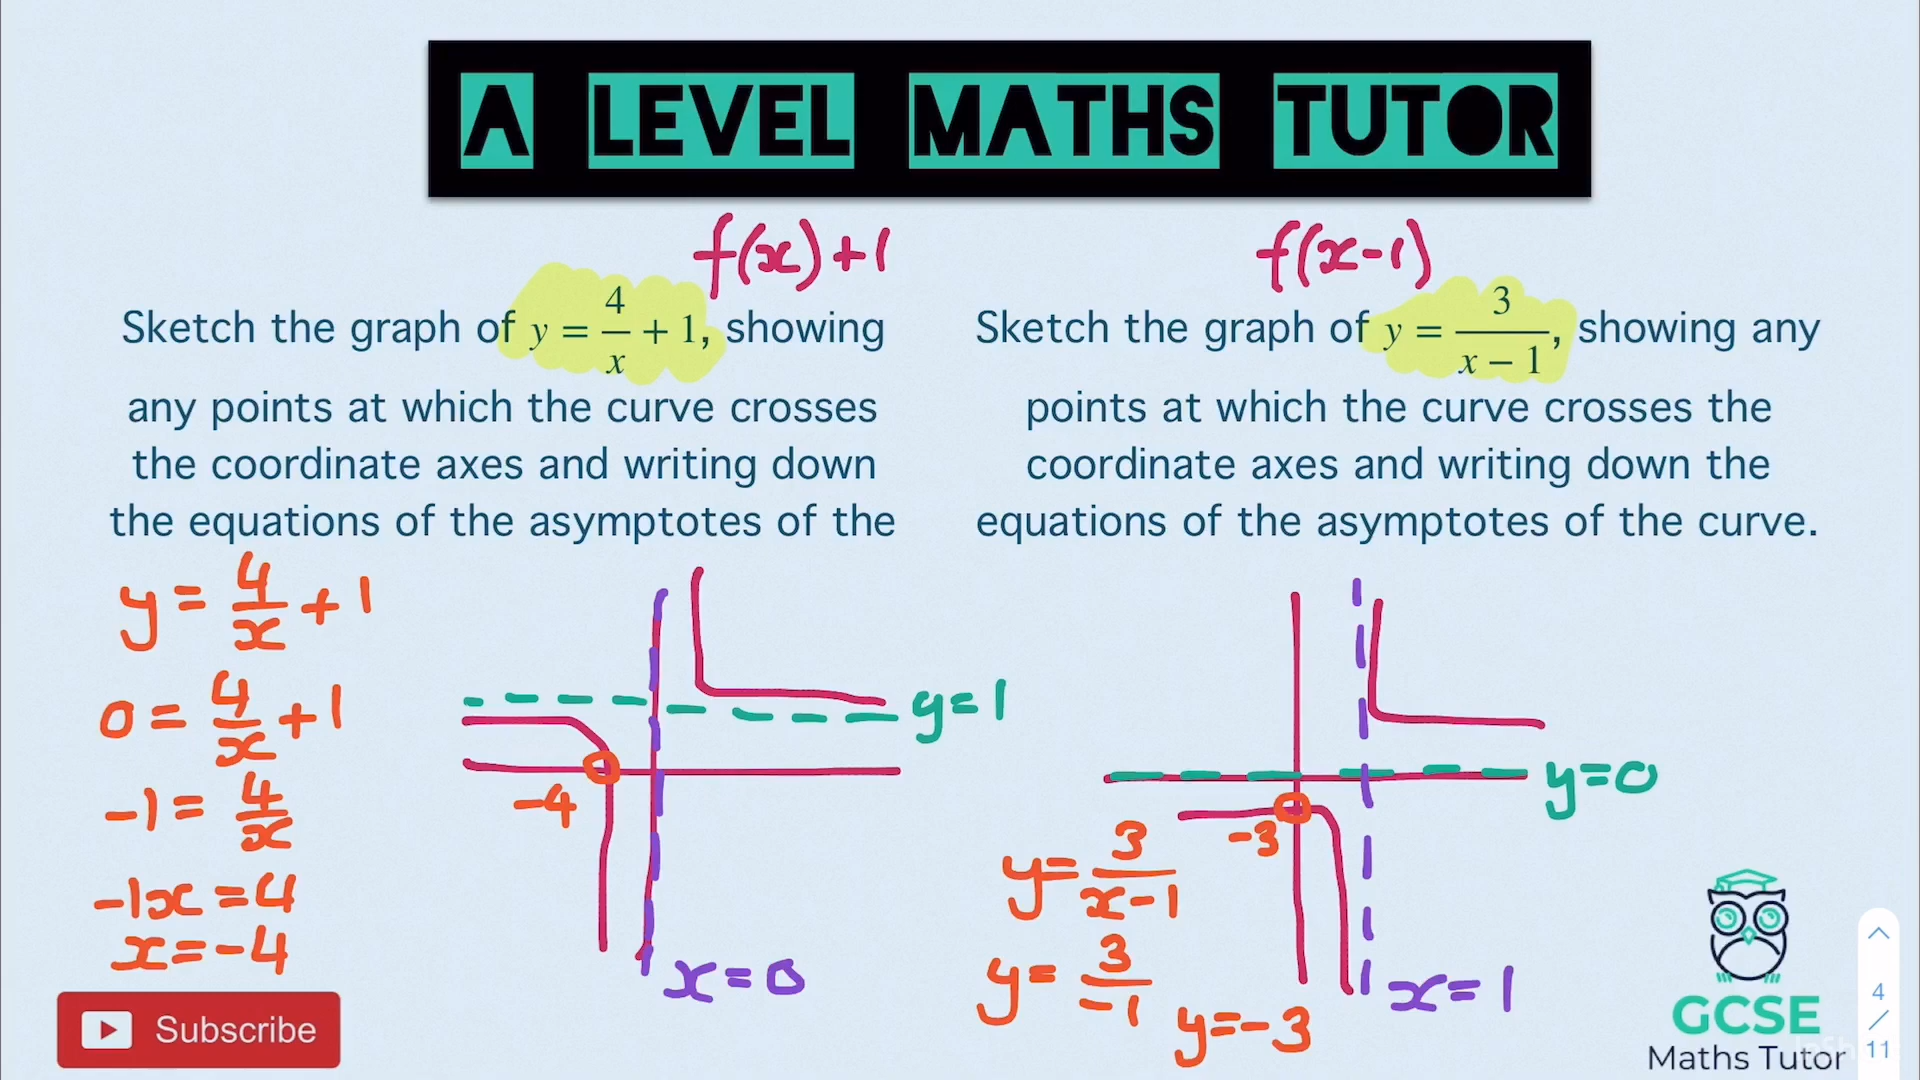 A LEVEL MATHS TUTOR
f(x)+1
Sketch the graph of y = 4/x + 1, showing
any points at which the curve crosses
the coordinate axes and writing down
the equations of the asymptotes of the
y = 4/x + 1
0 = 4/x + 1
-1 = 4/x
-1x = 4
x = -4
y = 1
-4
x = 0
f(x-1)
Sketch the graph of y = 3/(x − 1), showing any
points at which the curve crosses the
coordinate axes and writing down the
equations of the asymptotes of the curve.
y = 0
-3
y = 3/(x-1)
y = 3/-1
y = -3
x = 1
Subscribe
GCSE
Maths Tutor
4
/
11